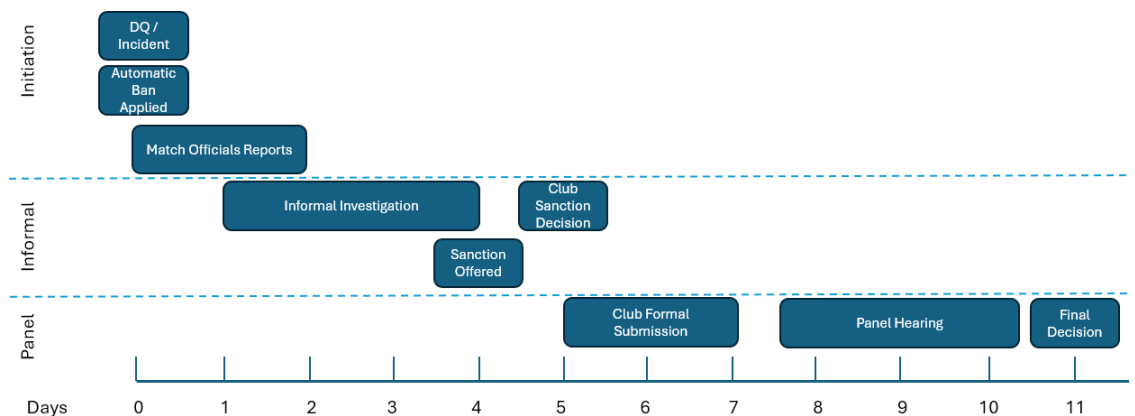 Initiation
DQ /
Incident
Automatic
Ban
Applied
Match Officials Reports
Informal
Informal Investigation
Club
Sanction
Decision
Sanction
Offered
Panel
Club Formal
Submission
Panel Hearing
Final
Decision
Days 0 1 2 3 4 5 6 7 8 9 10 11